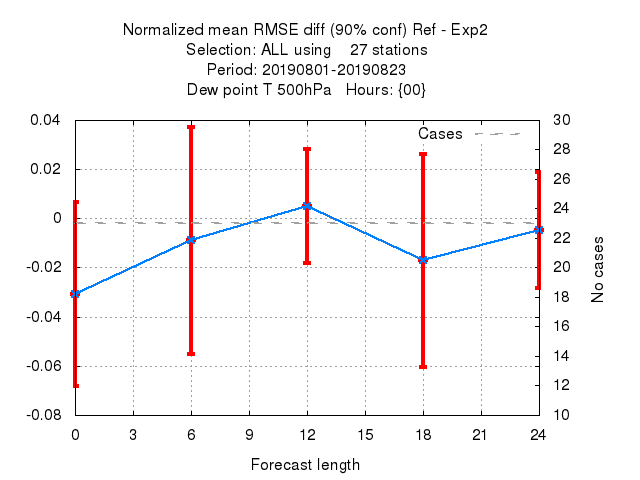 Normalized mean RMSE diff (90% conf) Ref - Exp2
Selection: ALL using    27 stations
Period: 20190801-20190823
Dew point T 500hPa   Hours: {00}
Cases
0.04
0.02
0
-0.02
-0.04
-0.06
-0.08
30
28
26
24
22
20
18
16
14
12
10
No cases
0 3 6 9 12 15 18 21 24
Forecast length